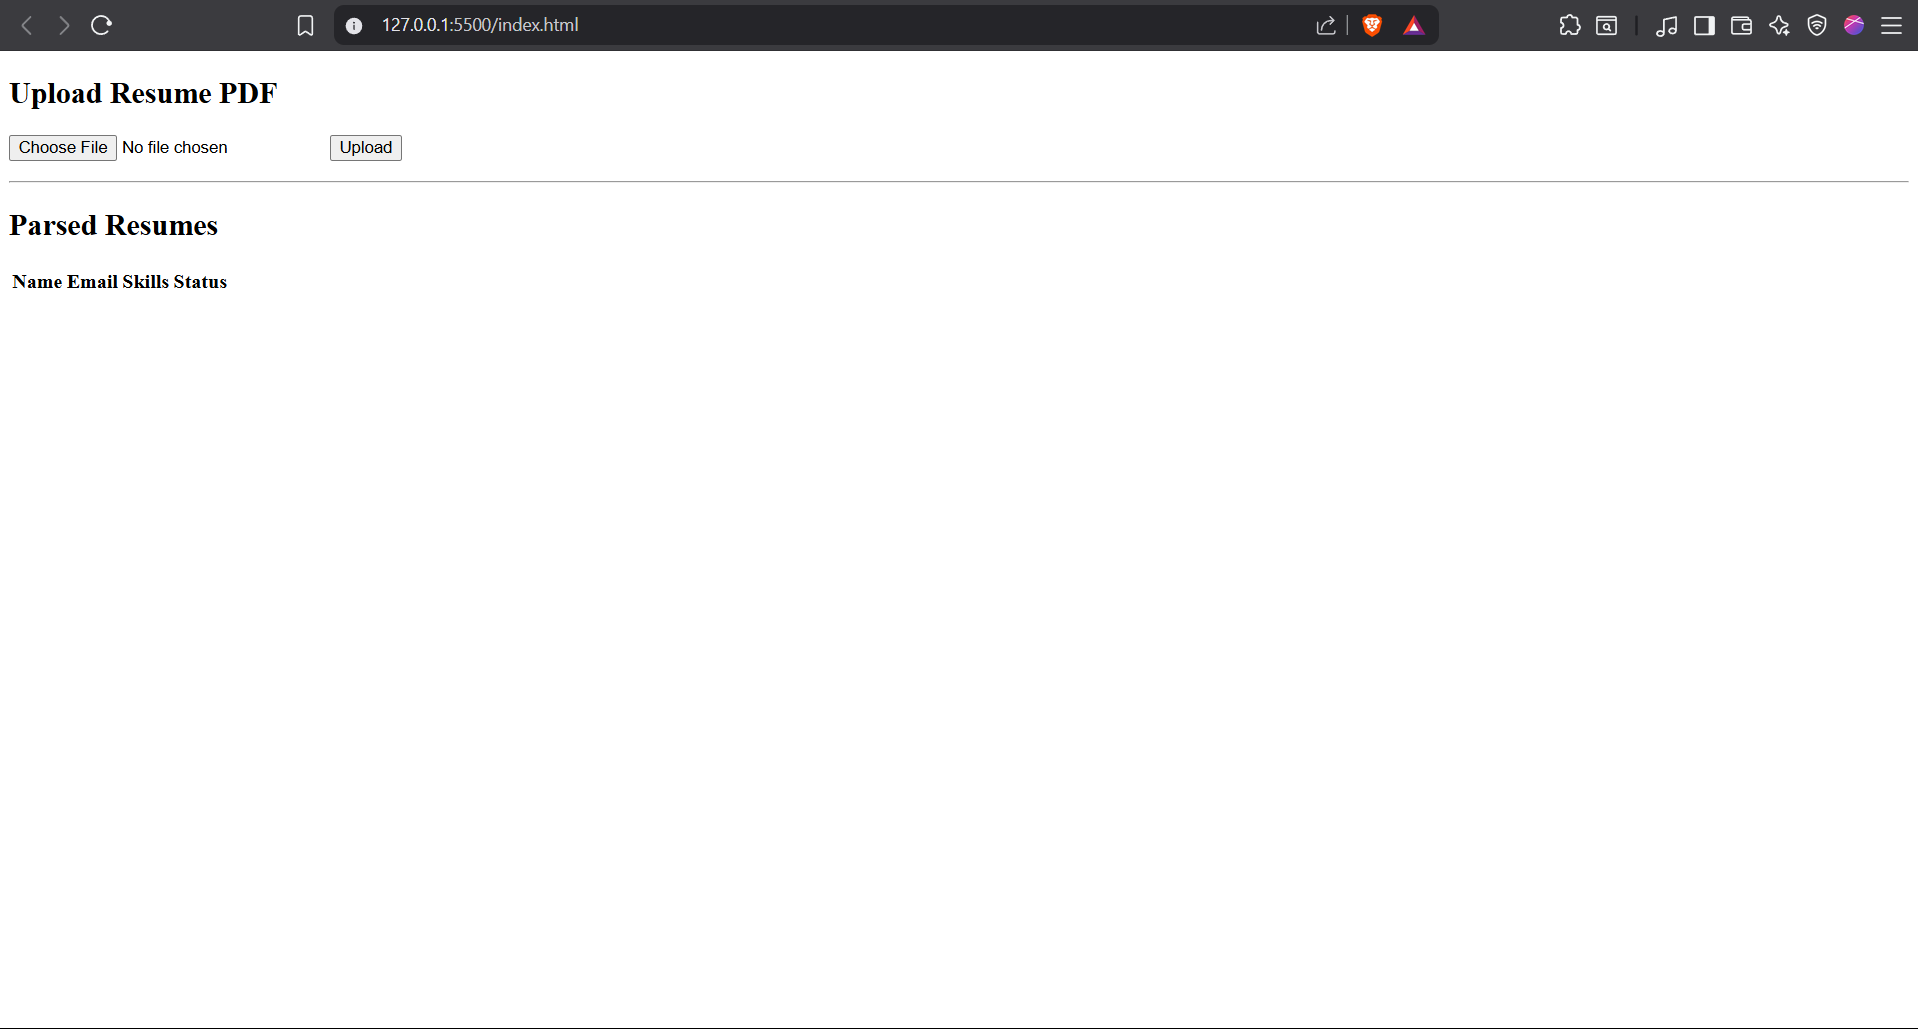 127.0.0.1:5500/index.html
Upload Resume PDF
Choose File No file chosen Upload
Parsed Resumes
Name Email Skills Status